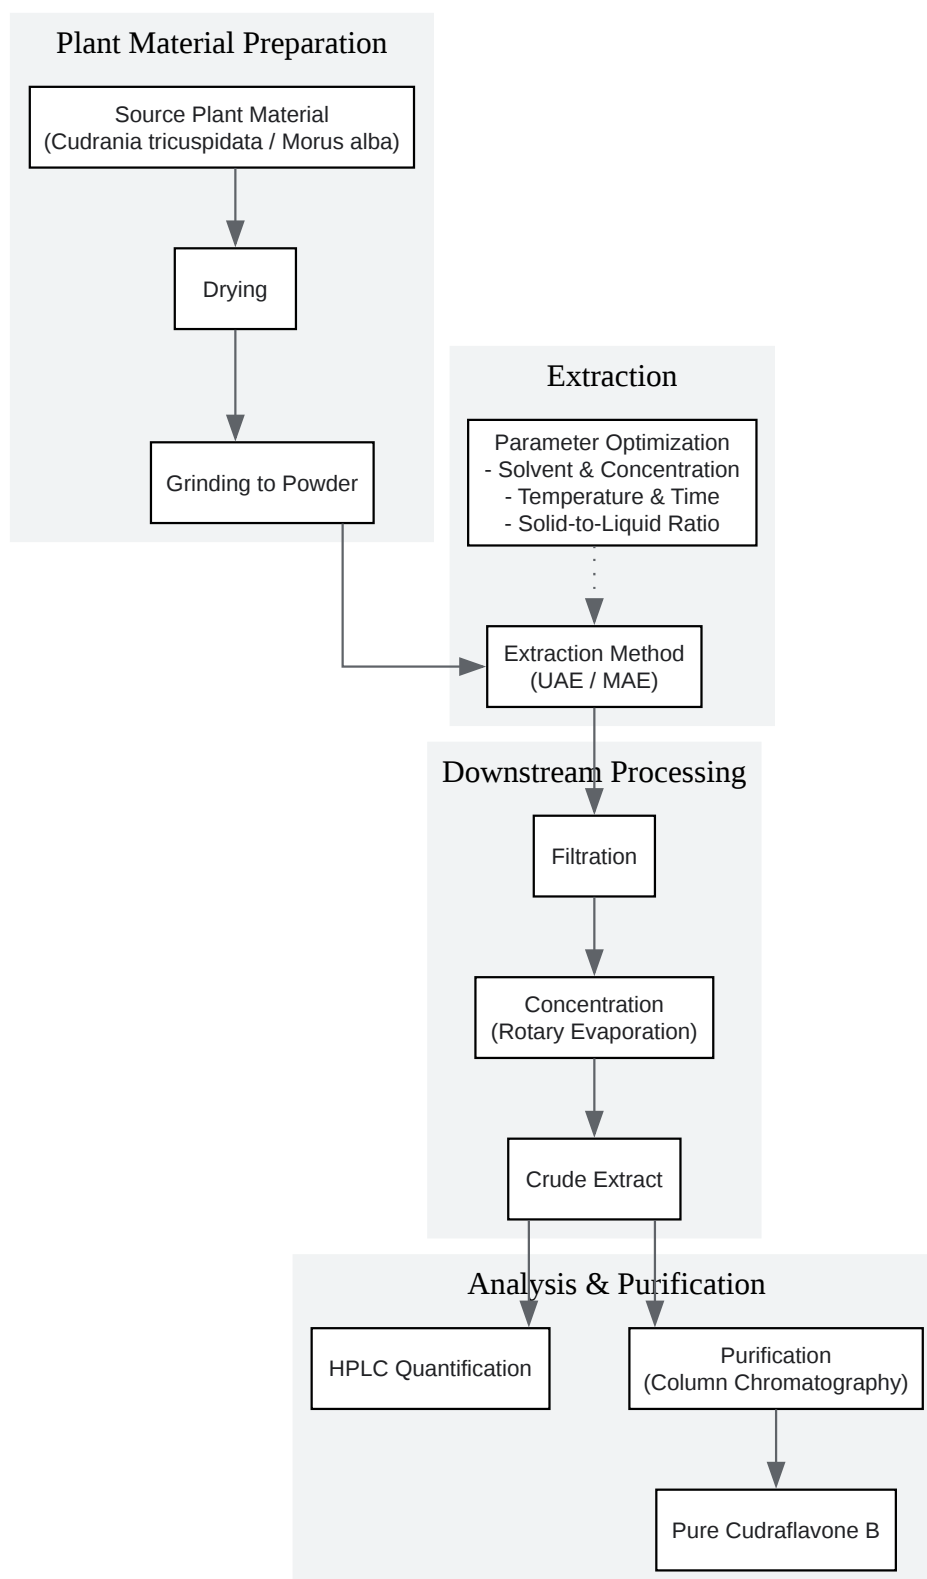 Plant Material Preparation
Source Plant Material
(Cudrania tricuspidata / Morus alba)
Drying
Grinding to Powder
Extraction
Parameter Optimization
- Solvent & Concentration
- Temperature & Time
- Solid-to-Liquid Ratio
Extraction Method
(UAE / MAE)
Downstream Processing
Filtration
Concentration
(Rotary Evaporation)
Crude Extract
Analysis & Purification
HPLC Quantification
Purification
(Column Chromatography)
Pure Cudraflavone B